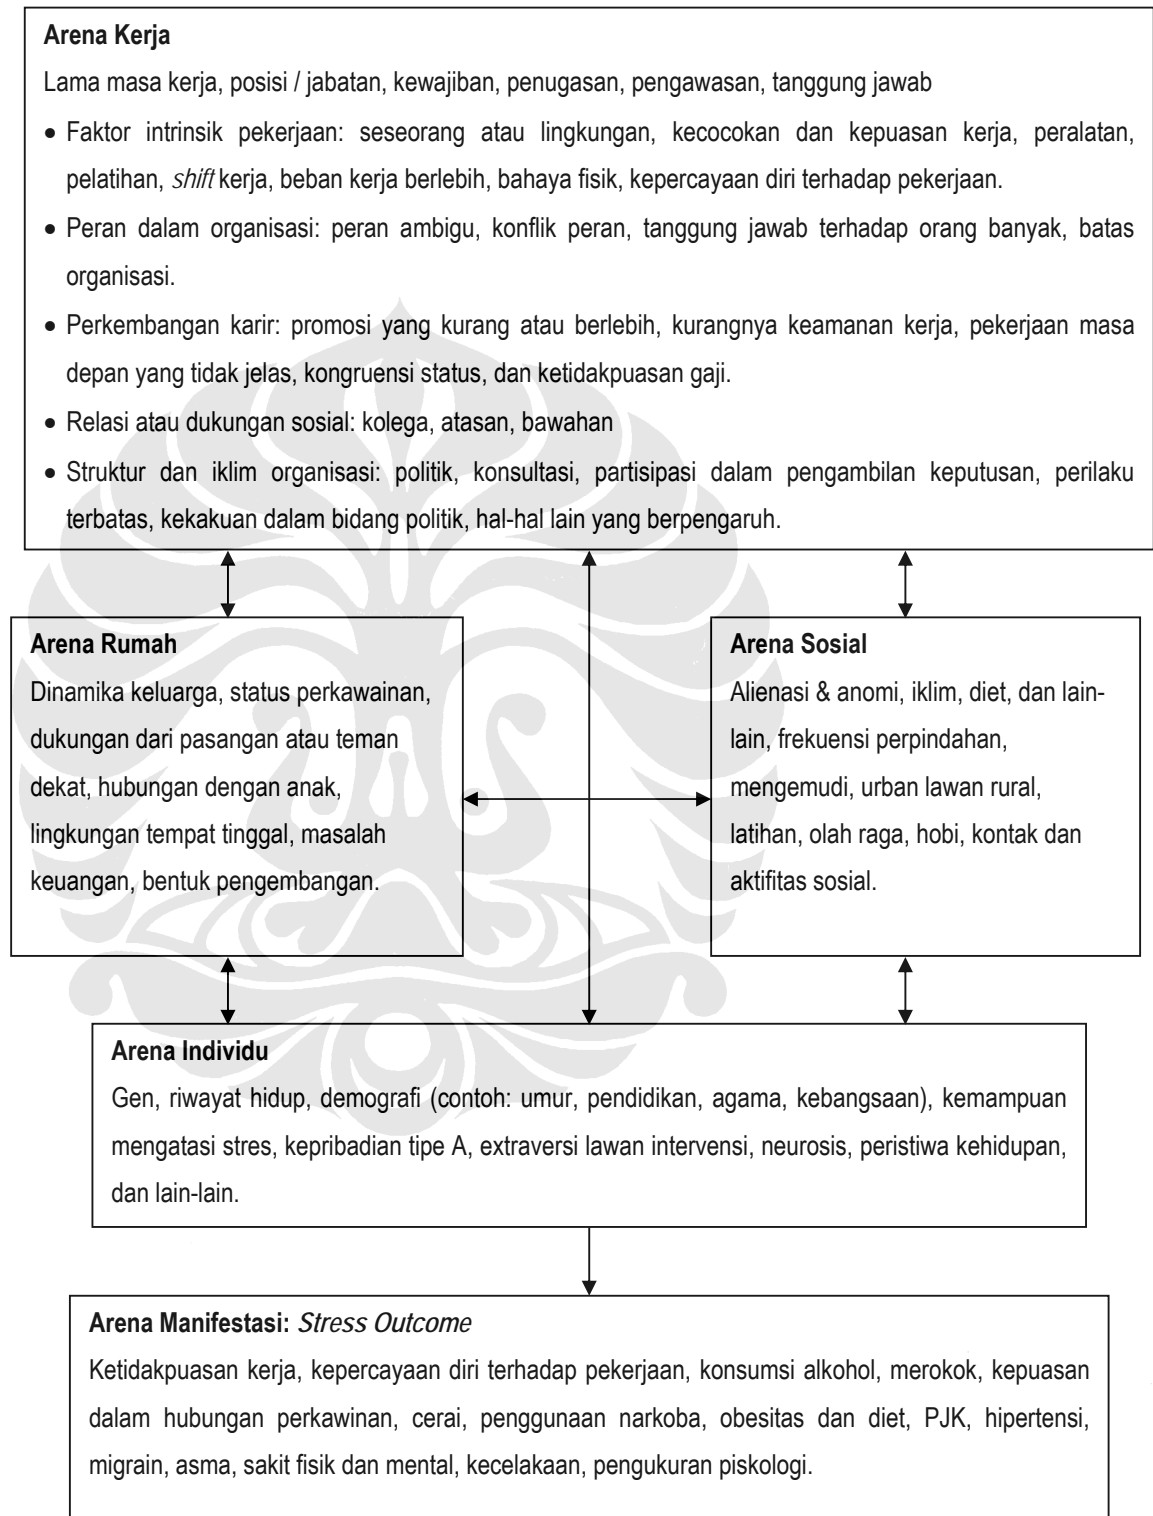 Arena Kerja
Lama masa kerja, posisi / jabatan, kewajiban, penugasan, pengawasan, tanggung jawab
• Faktor intrinsik pekerjaan: seseorang atau lingkungan, kecocokan dan kepuasan kerja, peralatan,
pelatihan, shift kerja, beban kerja berlebih, bahaya fisik, kepercayaan diri terhadap pekerjaan.
• Peran dalam organisasi: peran ambigu, konflik peran, tanggung jawab terhadap orang banyak, batas
organisasi.
• Perkembangan karir: promosi yang kurang atau berlebih, kurangnya keamanan kerja, pekerjaan masa
depan yang tidak jelas, kongruensi status, dan ketidakpuasan gaji.
• Relasi atau dukungan sosial: kolega, atasan, bawahan
• Struktur dan iklim organisasi: politik, konsultasi, partisipasi dalam pengambilan keputusan, perilaku
terbatas, kekakuan dalam bidang politik, hal-hal lain yang berpengaruh.
Arena Rumah
Dinamika keluarga, status perkawainan,
dukungan dari pasangan atau teman
dekat, hubungan dengan anak,
lingkungan tempat tinggal, masalah
keuangan, bentuk pengembangan.
Arena Sosial
Alienasi & anomi, iklim, diet, dan lain-
lain, frekuensi perpindahan,
mengemudi, urban lawan rural,
latihan, olah raga, hobi, kontak dan
aktifitas sosial.
Arena Individu
Gen, riwayat hidup, demografi (contoh: umur, pendidikan, agama, kebangsaan), kemampuan
mengatasi stres, kepribadian tipe A, extraversi lawan intervensi, neurosis, peristiwa kehidupan,
dan lain-lain.
Arena Manifestasi: Stress Outcome
Ketidakpuasan kerja, kepercayaan diri terhadap pekerjaan, konsumsi alkohol, merokok, kepuasan
dalam hubungan perkawinan, cerai, penggunaan narkoba, obesitas dan diet, PJK, hipertensi,
migrain, asma, sakit fisik dan mental, kecelakaan, pengukuran piskologi.